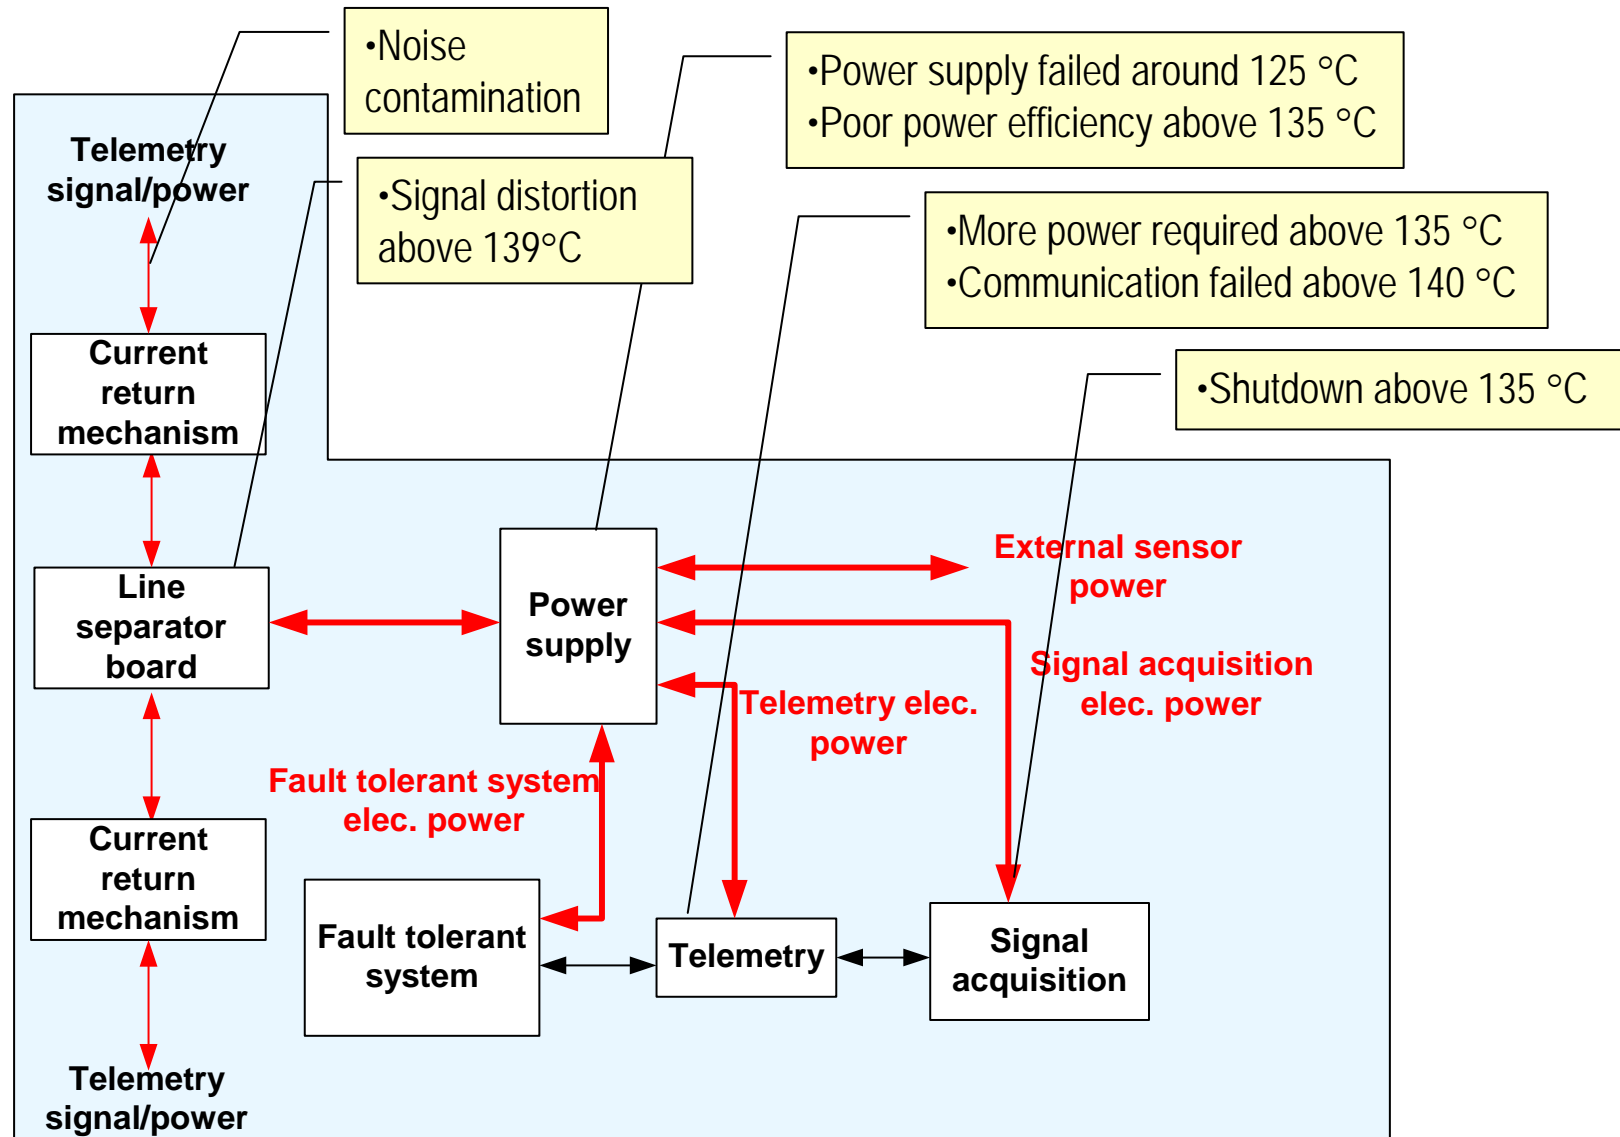 •Noise
contamination
•Power supply failed around 125 °C
•Poor power efficiency above 135 °C
Telemetry
signal/power
•Signal distortion
above 139°C
•More power required above 135 °C
•Communication failed above 140 °C
Current
return
mechanism
•Shutdown above 135 °C
Line
separator
board
Power
supply
External sensor
power
Signal acquisition
elec. power
Telemetry elec.
power
Fault tolerant system
elec. power
Current
return
mechanism
Fault tolerant
system
Telemetry
Signal
acquisition
Telemetry
signal/power